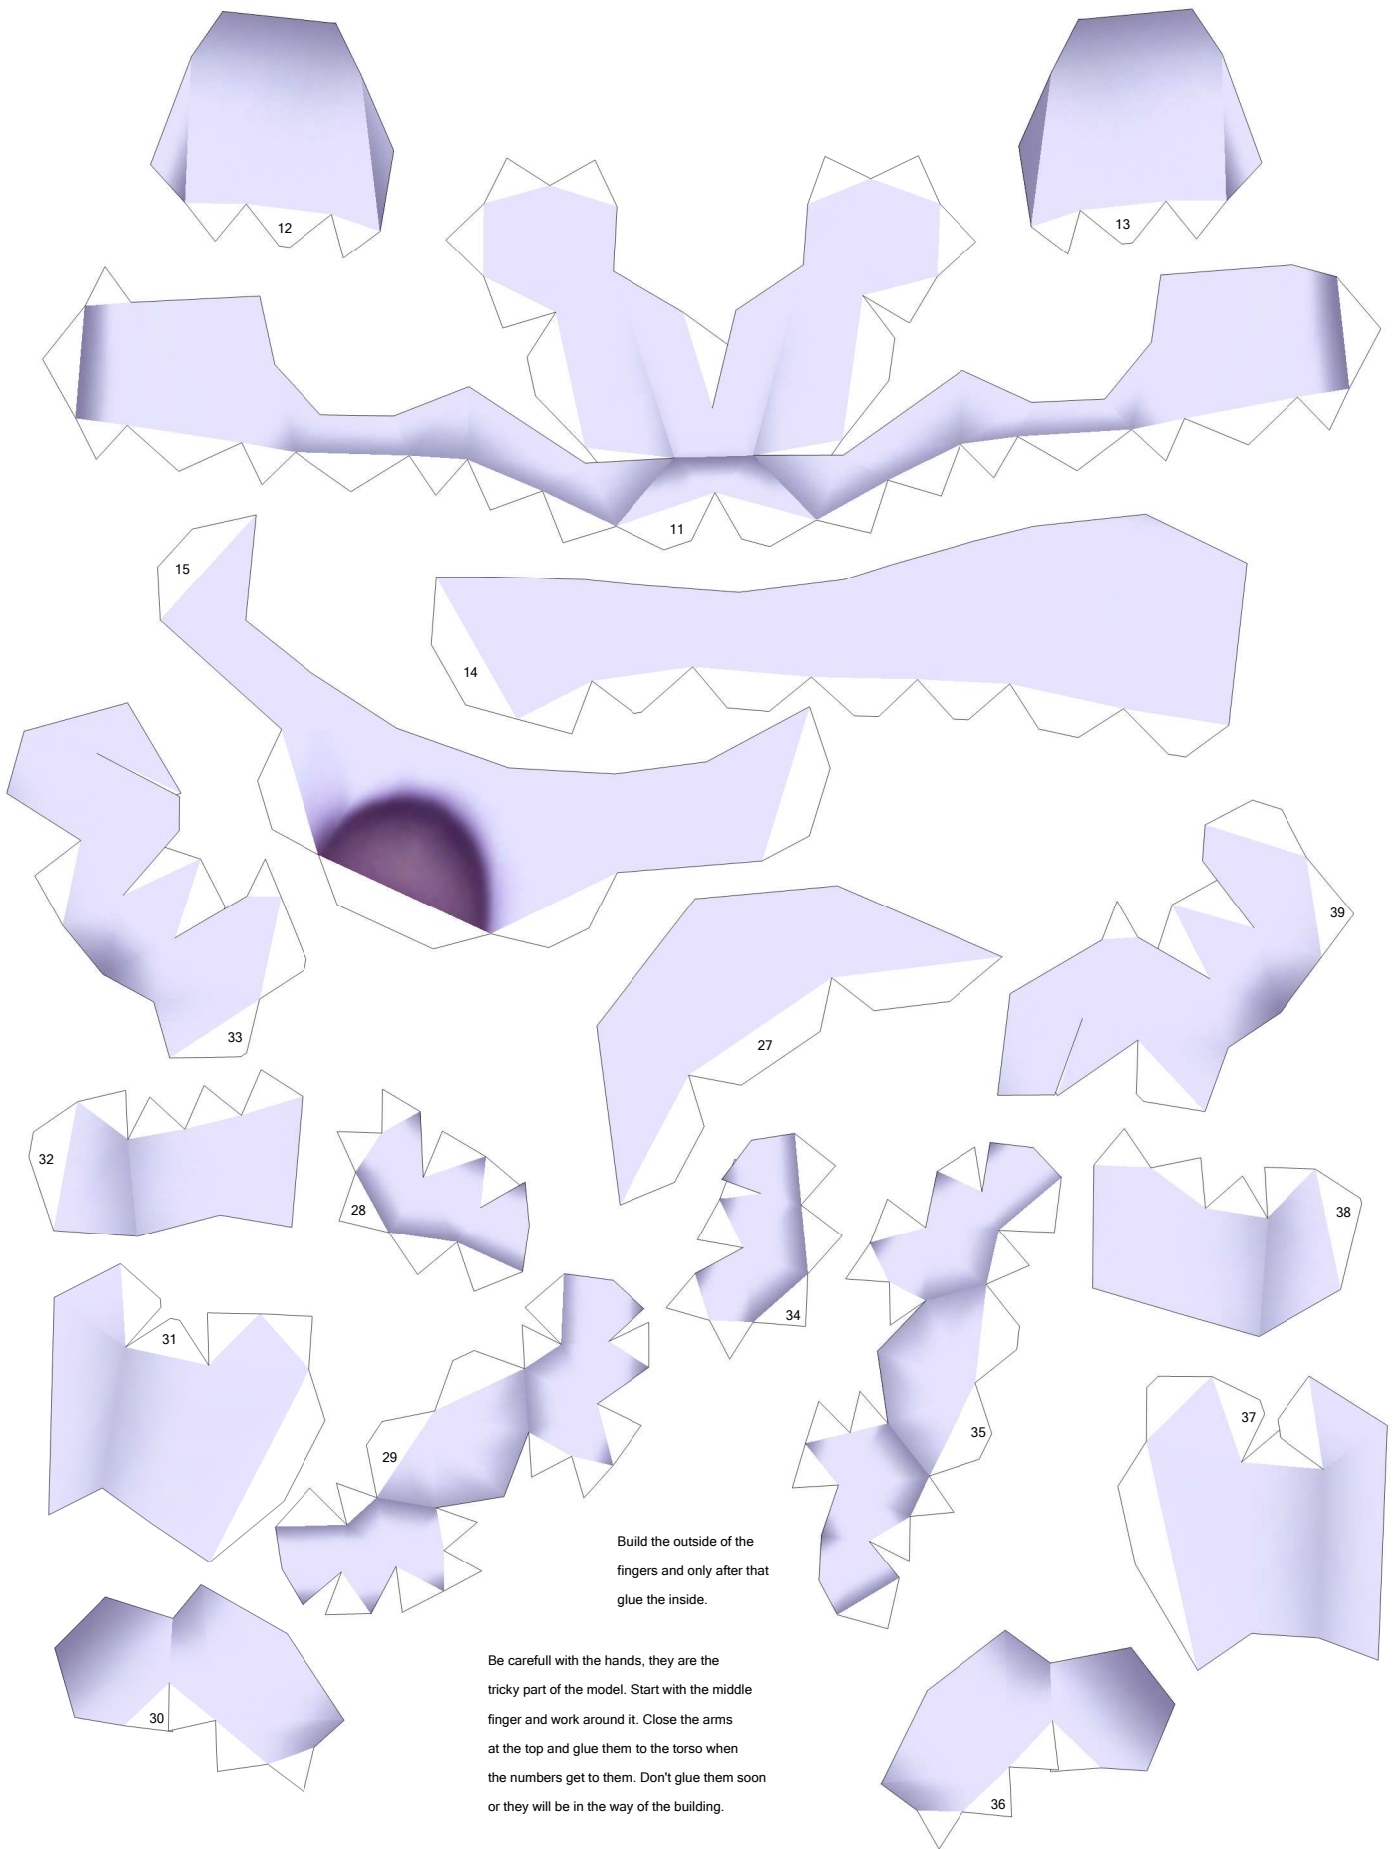 12
13
11
15
14
39
33
27
32
28
38
31
34
37
29
35
Build the outside of the
fingers and only after that
glue the inside.
Be carefull with the hands, they are the
tricky part of the model. Start with the middle
finger and work around it. Close the arms
at the top and glue them to the torso when
the numbers get to them. Don't glue them soon
or they will be in the way of the building.
30
36